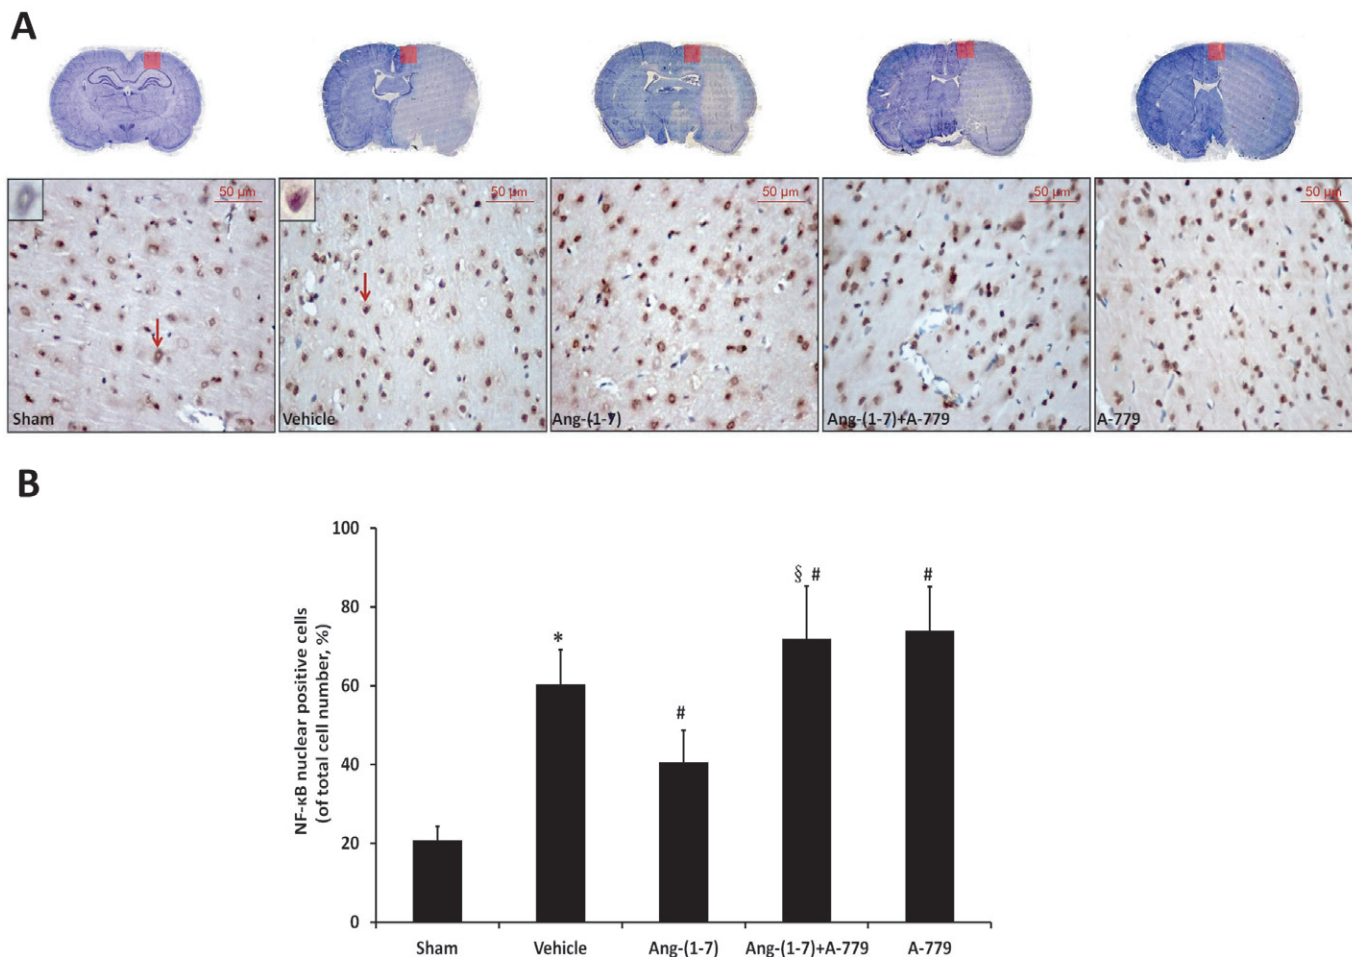 A
50 µm
50 µm
50 µm
50 µm
50 µm
Sham
Vehicle
Ang-(1-7)
Ang-(1-7)+A-779
A-779
B
NF-κB nuclear positive cells
(of total cell number, %)
100
80
60
40
20
0
*
#
§ #
#
Sham
Vehicle
Ang-(1-7)
Ang-(1-7)+A-779
A-779